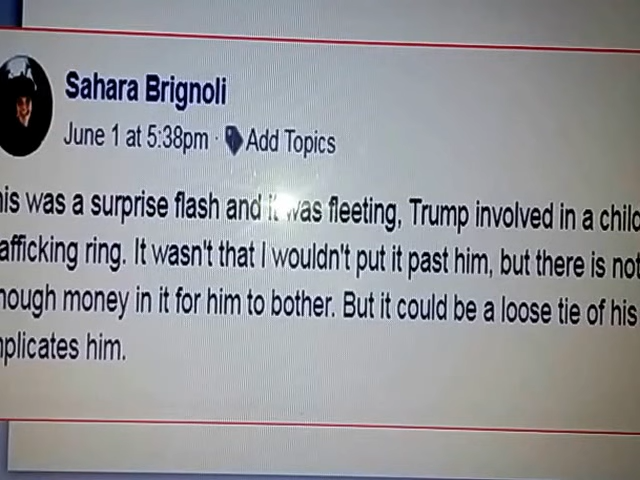 Sahara Brignoli
June 1 at 5:38pm · Add Topics
his was a surprise flash and it was fleeting, Trump involved in a child
afficking ring. It wasn't that I wouldn't put it past him, but there is not
nough money in it for him to bother. But it could be a loose tie of his
nplicates him.